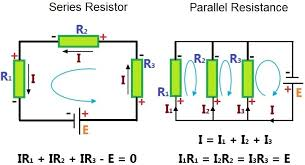 Series Resistor
Parallel Resistance
R₂
- +
I
R₁
I
I
R₃
E
R₁
R₂
R₃
I₁
I₂
I₃
I
E
I = I₁ + I₂ + I₃
IR₁ + IR₂ + IR₃ - E = 0
I₁R₁ = I₂R₂ = I₃R₃ = E